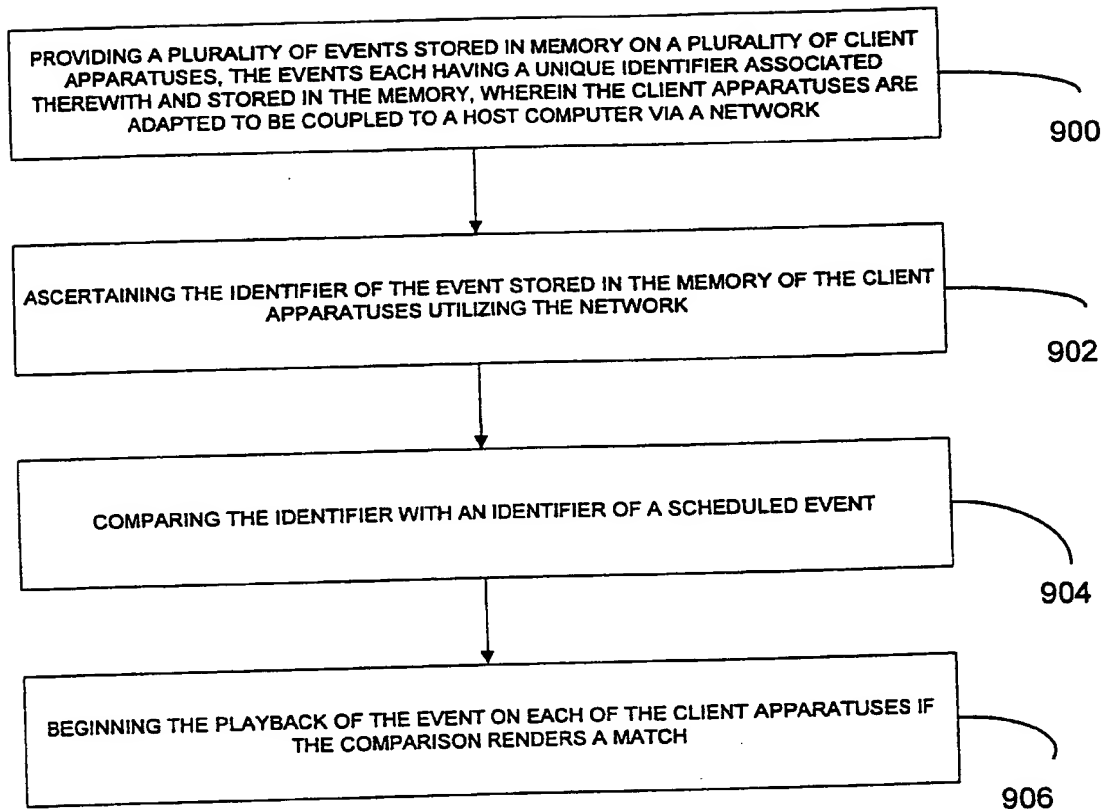 PROVIDING A PLURALITY OF EVENTS STORED IN MEMORY ON A PLURALITY OF CLIENT
APPARATUSES, THE EVENTS EACH HAVING A UNIQUE IDENTIFIER ASSOCIATED
THEREWITH AND STORED IN THE MEMORY, WHEREIN THE CLIENT APPARATUSES ARE
ADAPTED TO BE COUPLED TO A HOST COMPUTER VIA A NETWORK
900
ASCERTAINING THE IDENTIFIER OF THE EVENT STORED IN THE MEMORY OF THE CLIENT
APPARATUSES UTILIZING THE NETWORK
902
COMPARING THE IDENTIFIER WITH AN IDENTIFIER OF A SCHEDULED EVENT
904
BEGINNING THE PLAYBACK OF THE EVENT ON EACH OF THE CLIENT APPARATUSES IF
THE COMPARISON RENDERS A MATCH
906